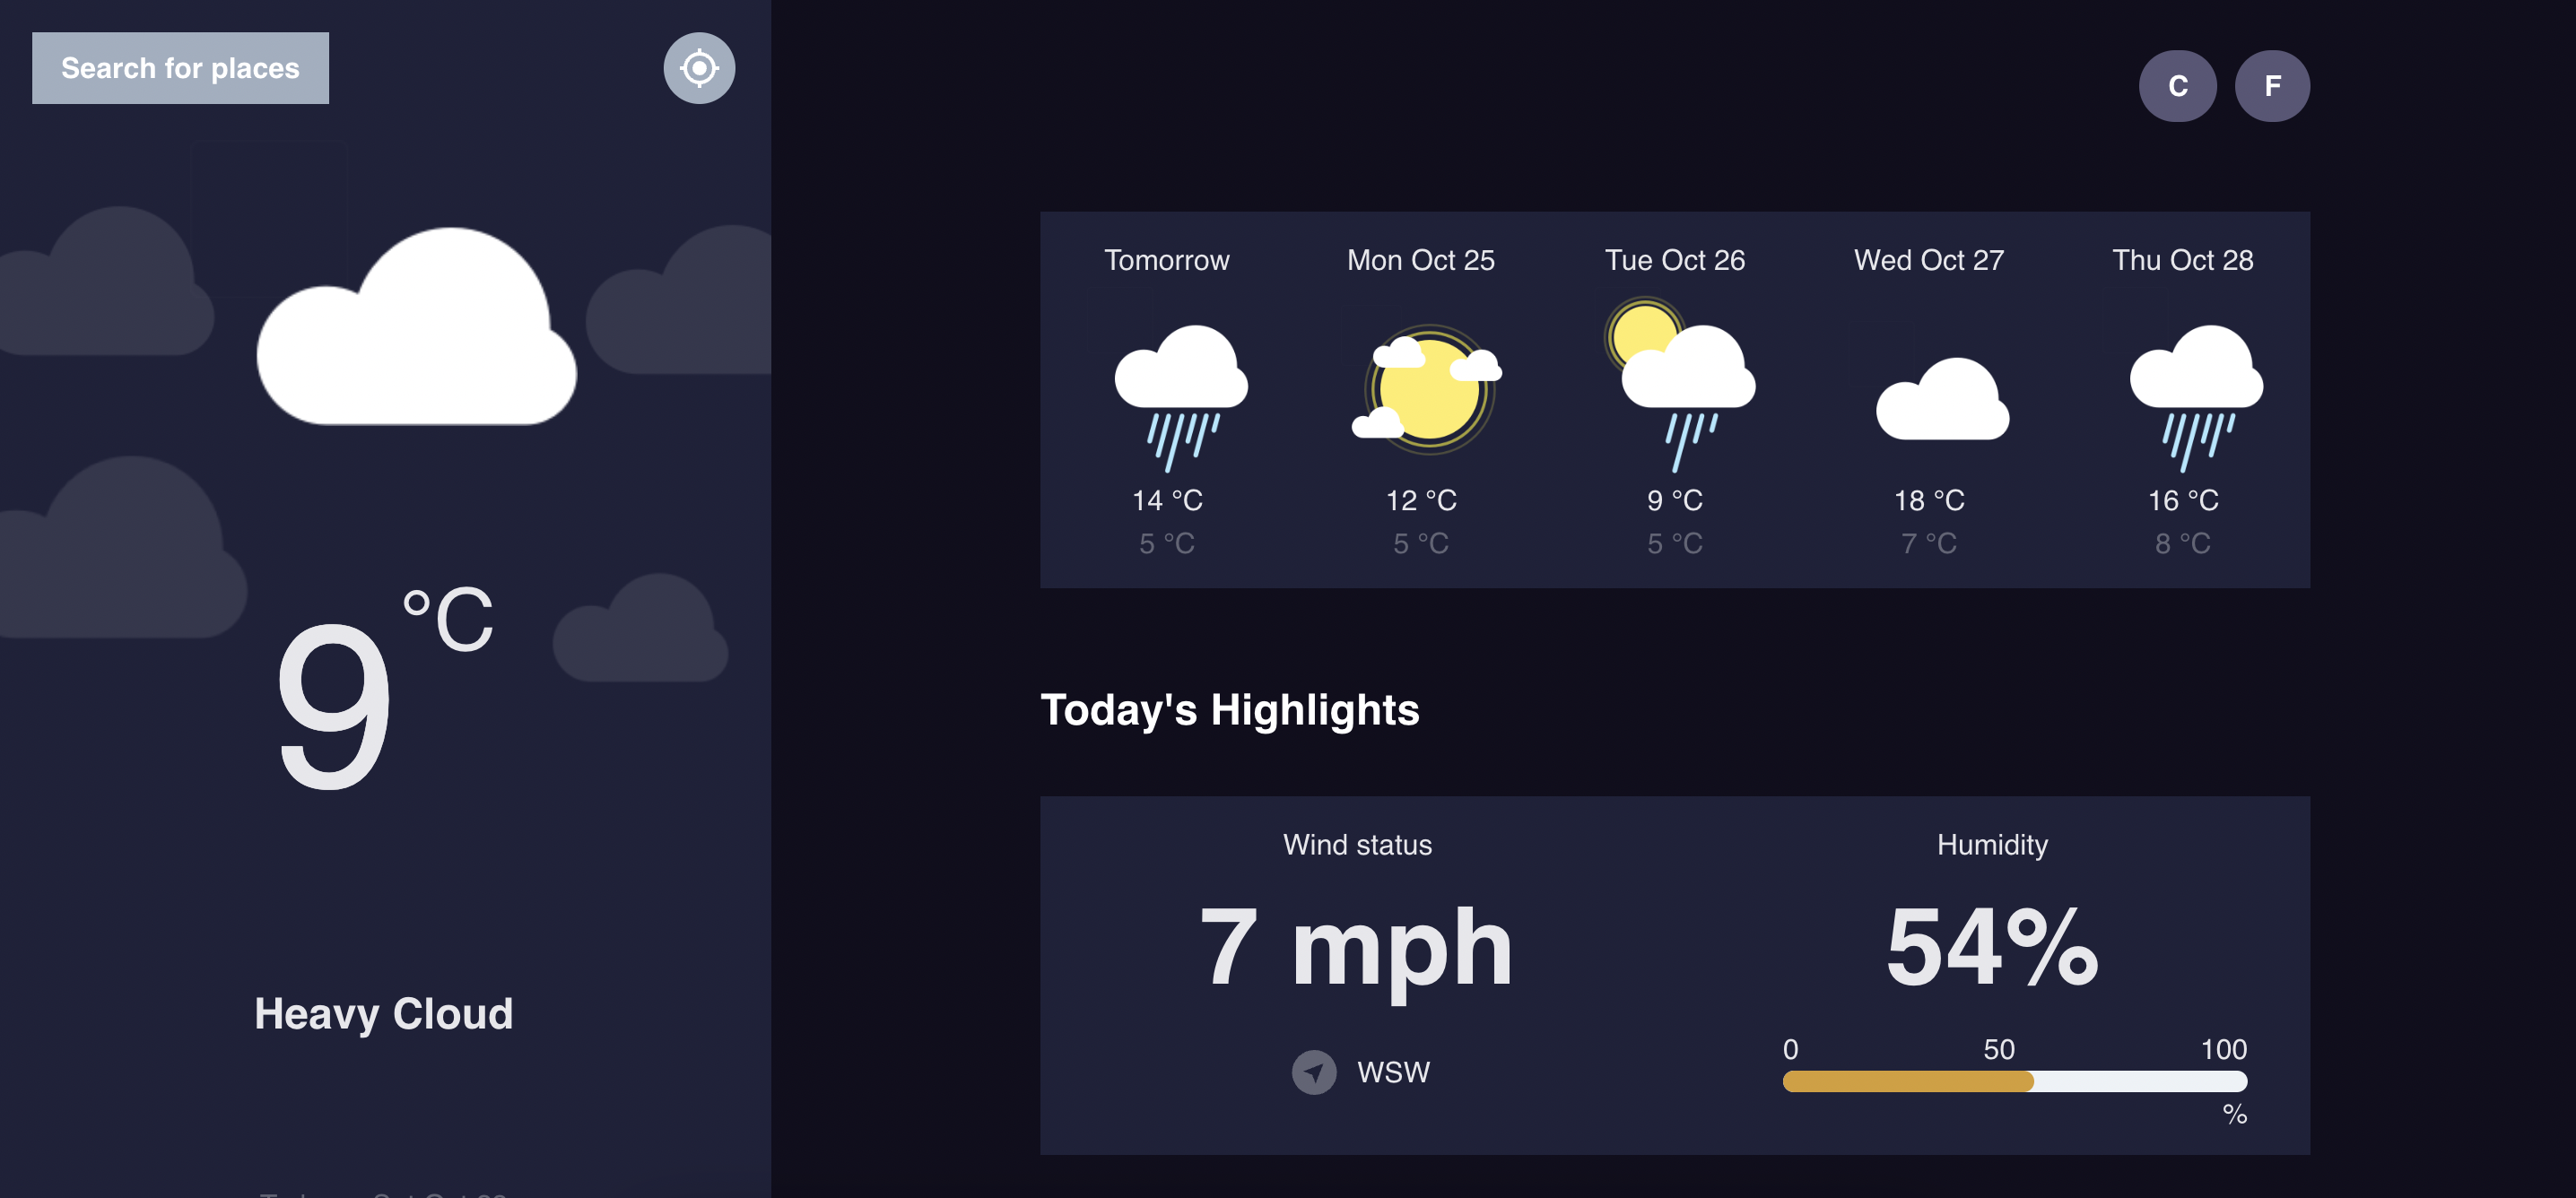 Search for places
9 °C
Heavy Cloud
C F
Tomorrow Mon Oct 25 Tue Oct 26 Wed Oct 27 Thu Oct 28
14 °C 12 °C 9 °C 18 °C 16 °C
5 °C 5 °C 5 °C 7 °C 8 °C
Today's Highlights
Wind status
7 mph
WSW
Humidity
54%
0 50 100
%